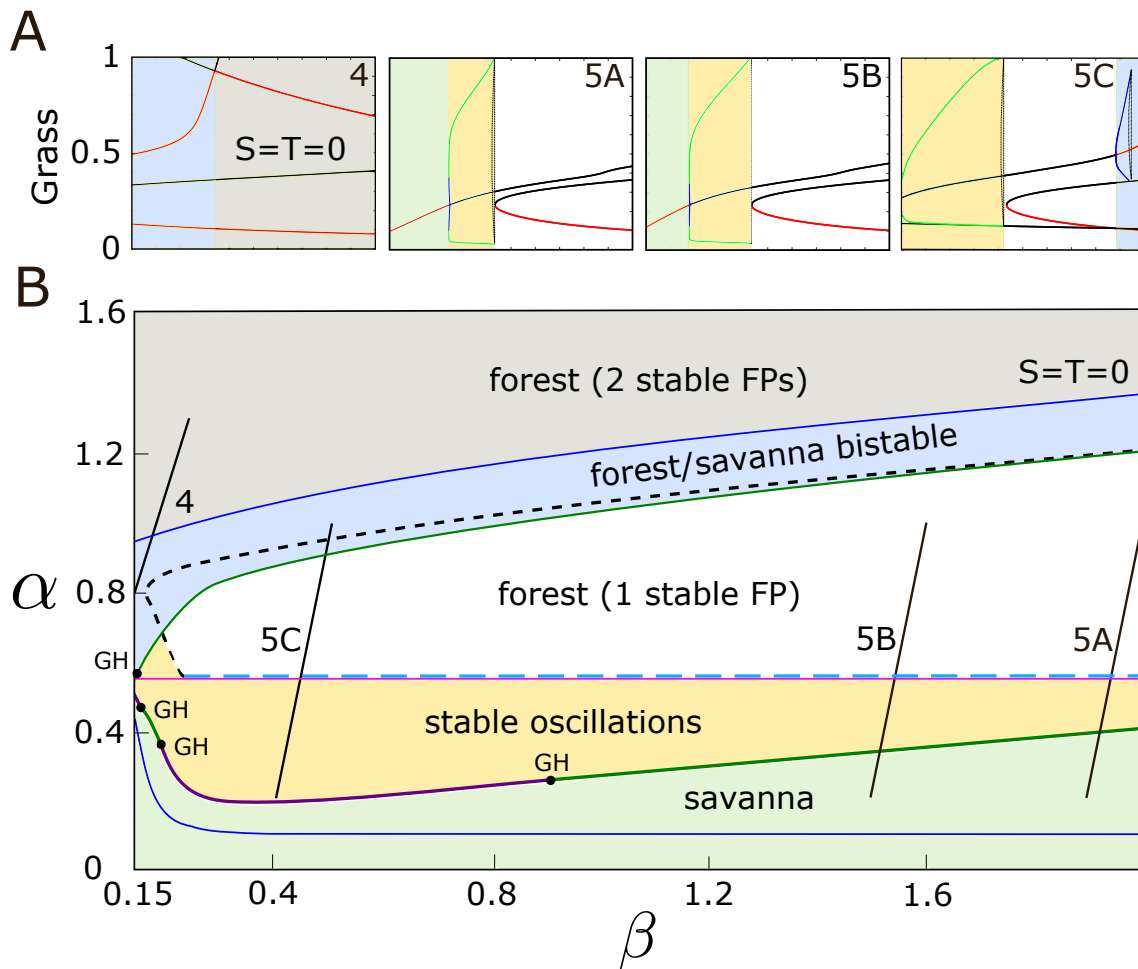 A
1
0.5
0
Grass
4
S=T=0
5A
5B
5C
B
1.6
1.2
0.8
0.4
0
α
forest (2 stable FPs)
S=T=0
forest/savanna bistable
4
forest (1 stable FP)
5C
5B
5A
GH
GH
GH
GH
stable oscillations
savanna
0.15
0.4
0.8
1.2
1.6
β